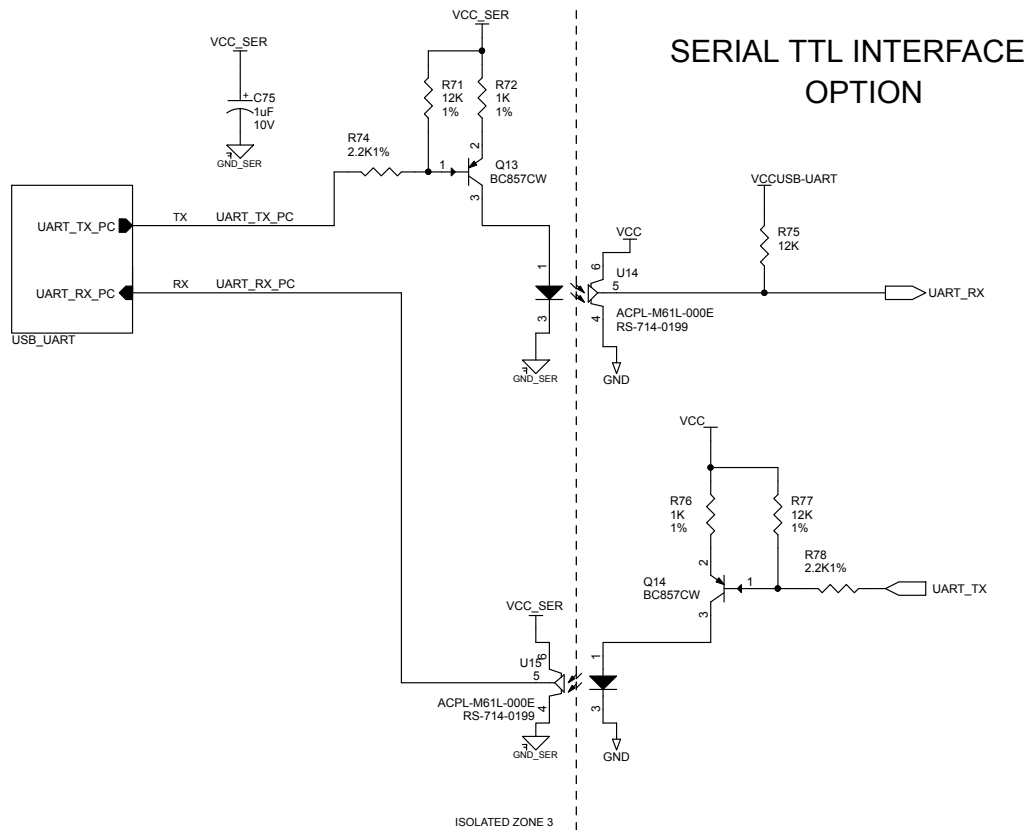 SERIAL TTL INTERFACE
OPTION
VCC_SER
+
C75
1uF
10V
GND_SER
VCC_SER
R71
12K
1%
R72
1K
1%
R74
2.2K1%
1
2
3
Q13
BC857CW
UART_TX_PC
TX
UART_TX_PC
UART_RX_PC
RX
UART_RX_PC
USB_UART
1
3
GND_SER
VCC
6
U14
5
4
ACPL-M61L-000E
RS-714-0199
GND
VCCUSB-UART
R75
12K
UART_RX
VCC
R76
1K
1%
R77
12K
1%
R78
2.2K1%
2
Q14
BC857CW
1
3
UART_TX
VCC_SER
6
U15
5
4
ACPL-M61L-000E
RS-714-0199
GND_SER
1
3
GND
ISOLATED ZONE 3